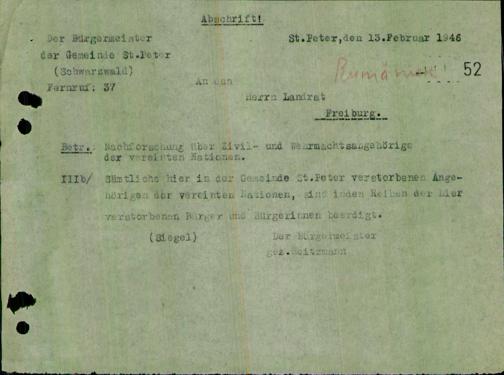 Abschrift!
Der Bürgermeister
der Gemeinde St.Peter
(Schwarzwald)
Fernruf: 37
St.Peter,den 13.Februar 1946
Rumänien!
52
An den
Herrn Landrat
Freiburg.
Betr.: Nachforschung über Zivil- und Wehrmachtsangehörige
der vereinten Nationen.
IIIb/ Sämtliche hier in der Gemeinde St.Peter verstorbenen Ange-
hörigen der vereinten Nationen, sind inden Reihen der hier
verstorbenen Bürger und Bürgerinnen beerdigt.
(Siegel)
Der Bürgermeister
gez.